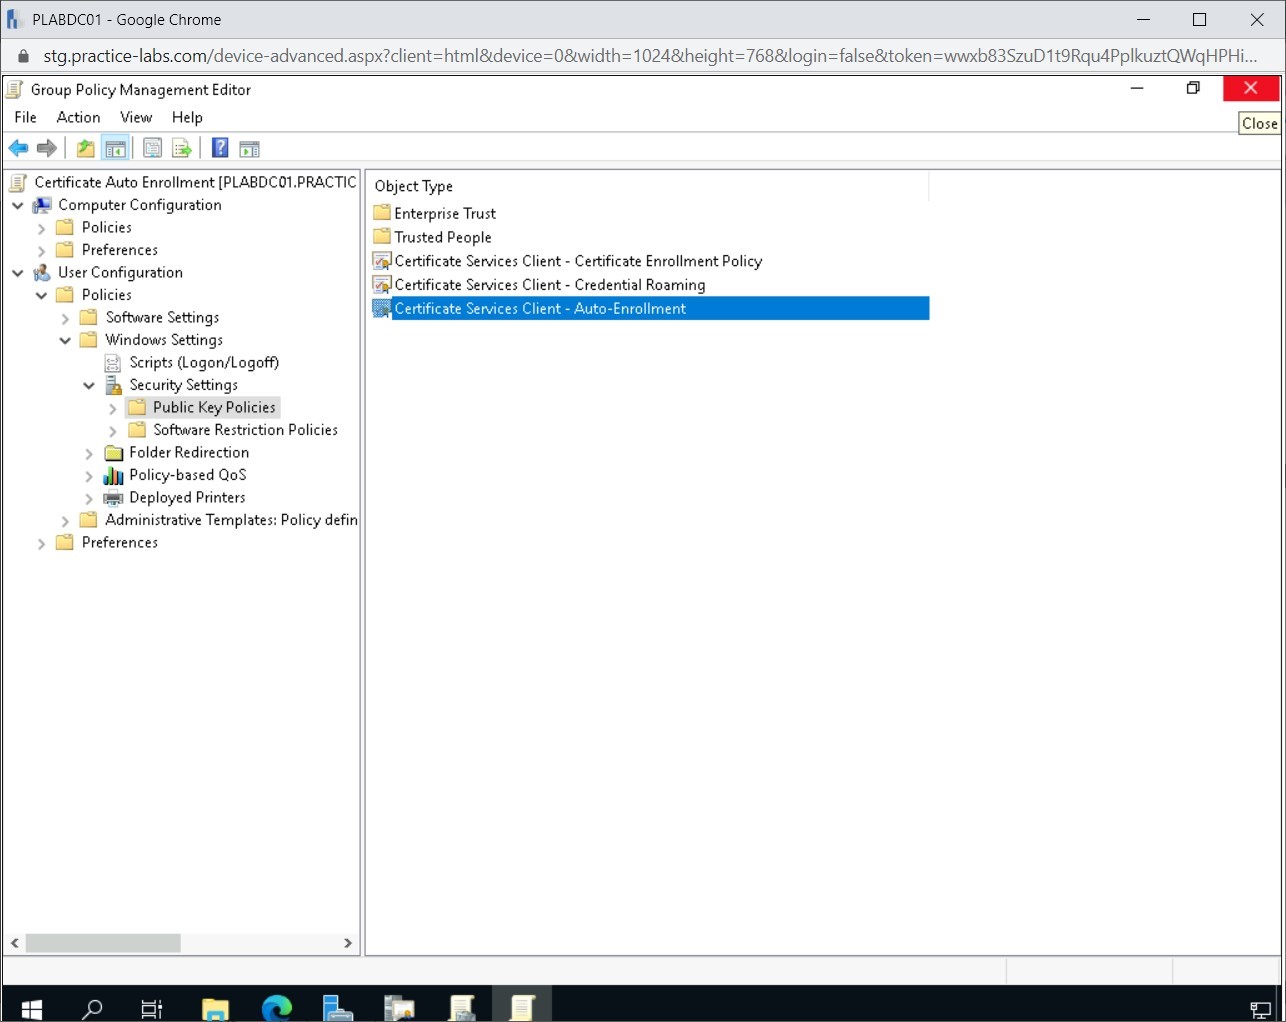 PLABDC01 - Google Chrome
stg.practice-labs.com/device-advanced.aspx?client=html&device=0&width=1024&height=768&login=false&token=wwxb83SzuD1t9Rqu4PplkuztQWqHPHi...
Group Policy Management Editor
File Action View Help
Close
Certificate Auto Enrollment [PLABDC01.PRACTIC
Computer Configuration
Policies
Preferences
User Configuration
Policies
Software Settings
Windows Settings
Scripts (Logon/Logoff)
Security Settings
Public Key Policies
Software Restriction Policies
Folder Redirection
Policy-based QoS
Deployed Printers
Administrative Templates: Policy defin
Preferences
Object Type
Enterprise Trust
Trusted People
Certificate Services Client - Certificate Enrollment Policy
Certificate Services Client - Credential Roaming
Certificate Services Client - Auto-Enrollment